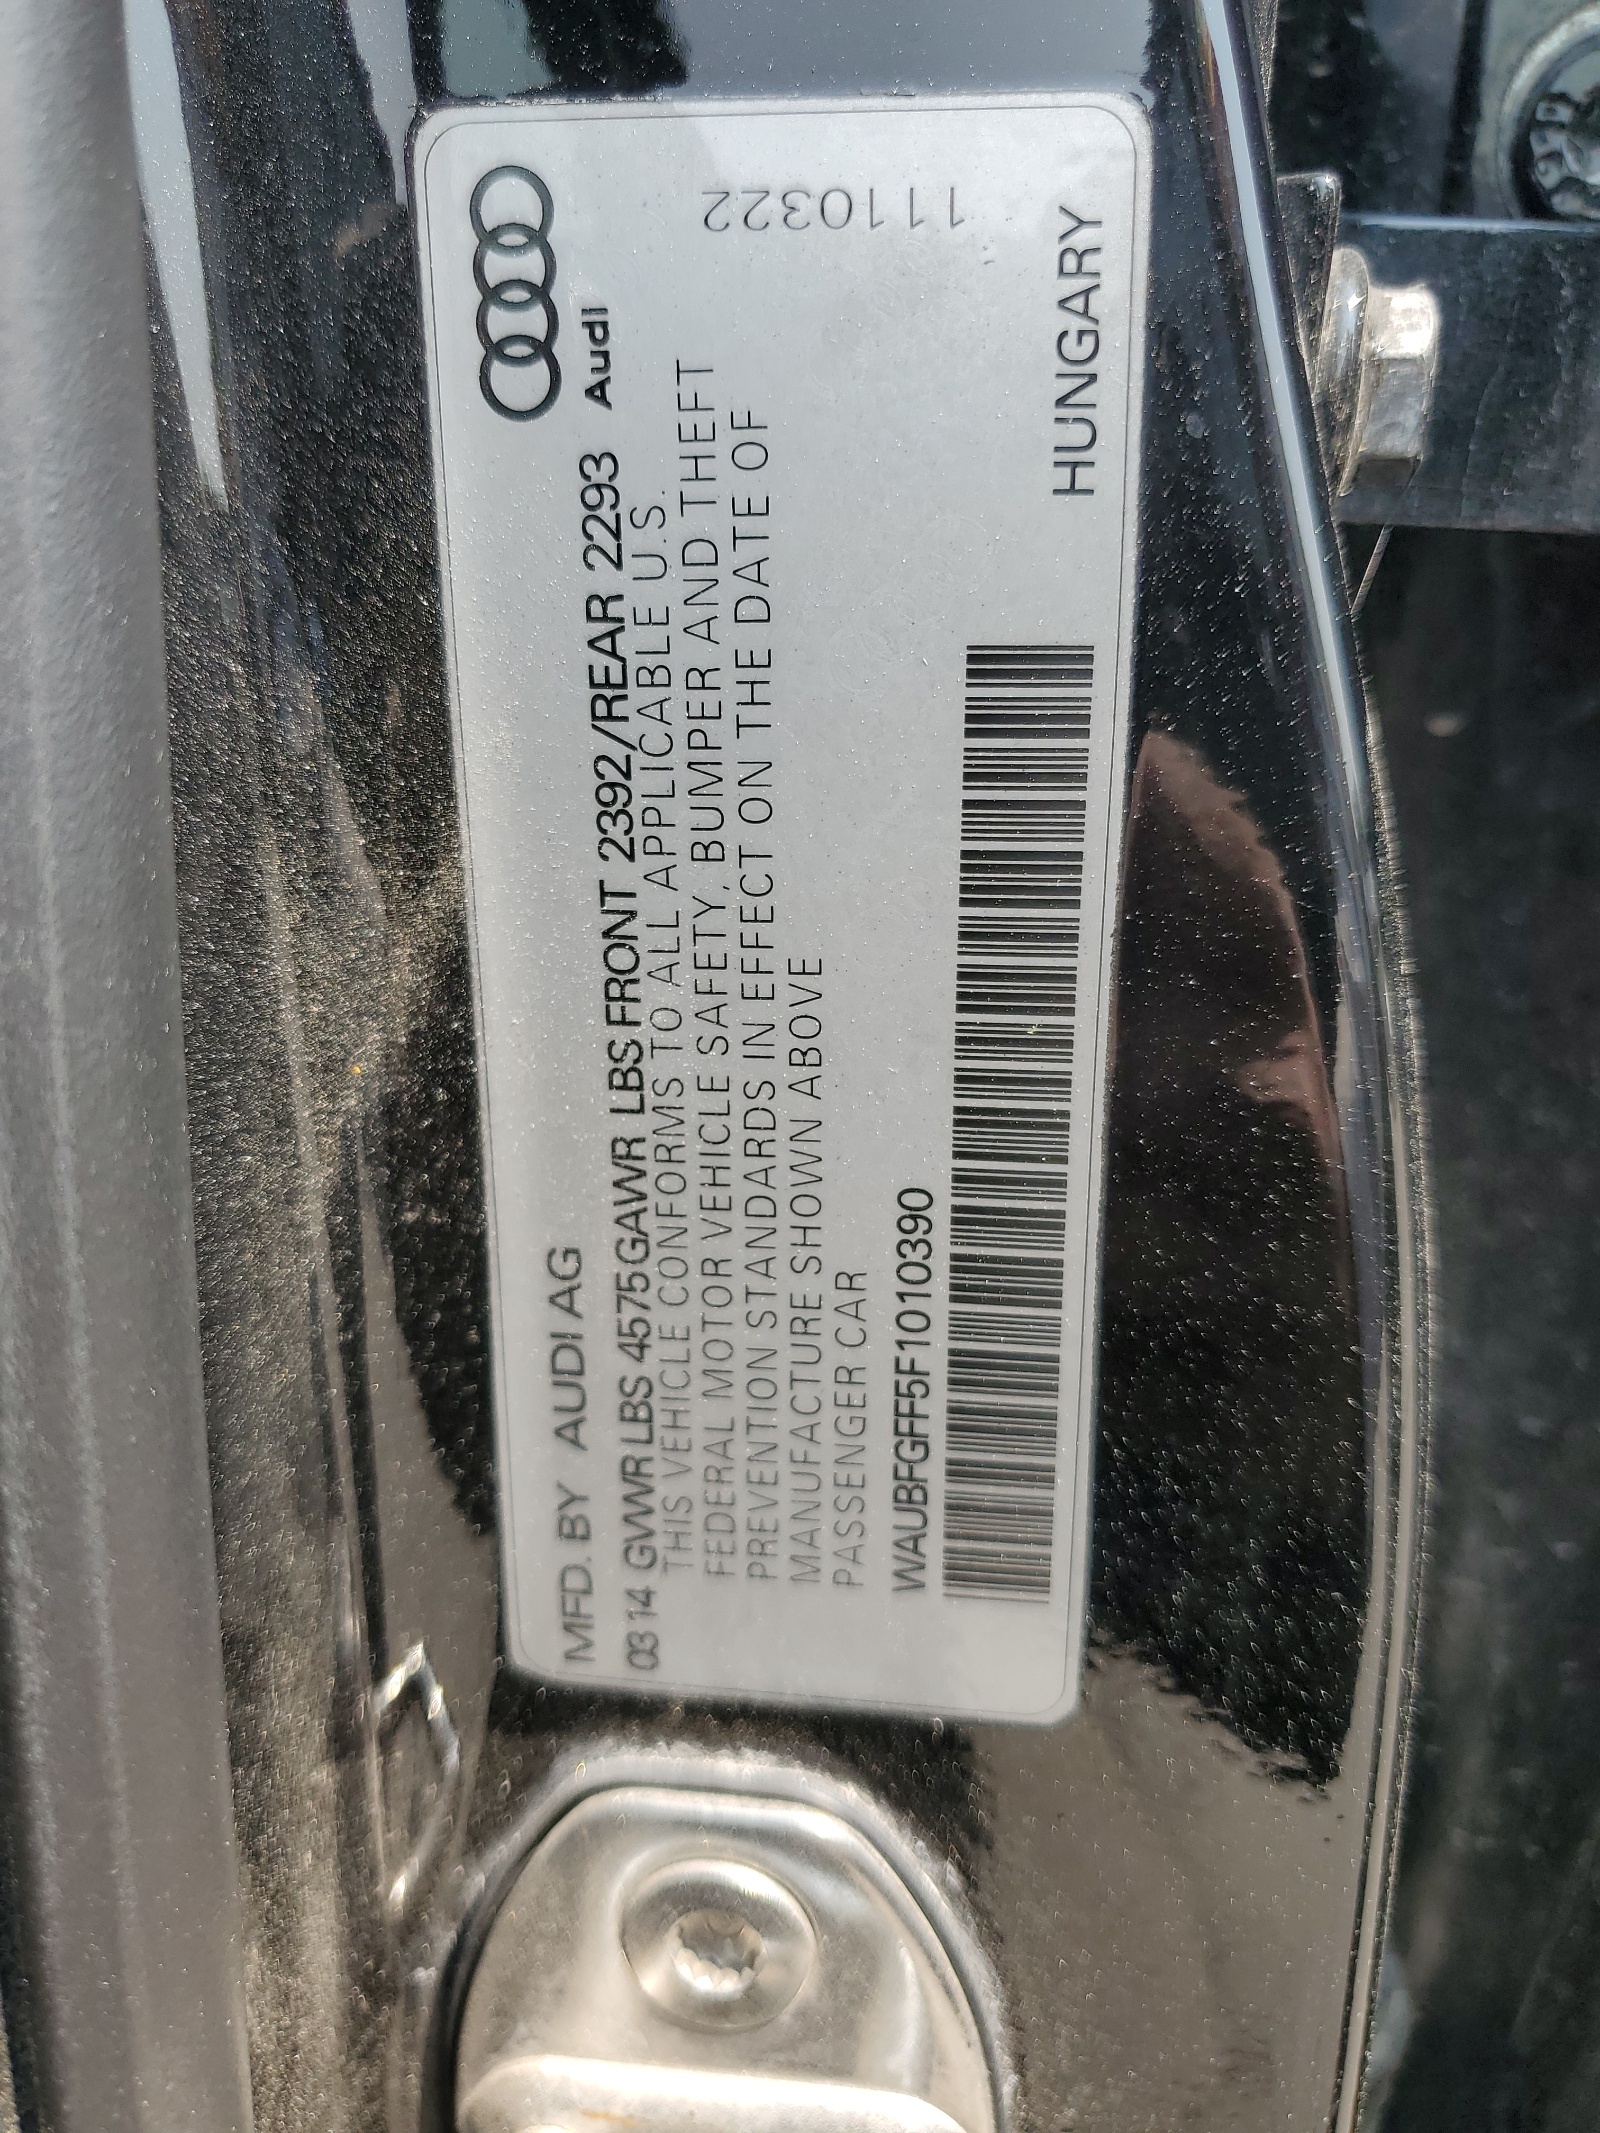 MFD. BY AUDI AG
03 14 GVWR LBS 4575 GAWR LBS FRONT 2392/REAR 2293
Audi
THIS VEHICLE CONFORMS TO ALL APPLICABLE U.S.
FEDERAL MOTOR VEHICLE SAFETY, BUMPER AND THEFT
PREVENTION STANDARDS IN EFFECT ON THE DATE OF
MANUFACTURE SHOWN ABOVE
PASSENGER CAR
1110322
WAUBFGFF5F1010390
HUNGARY